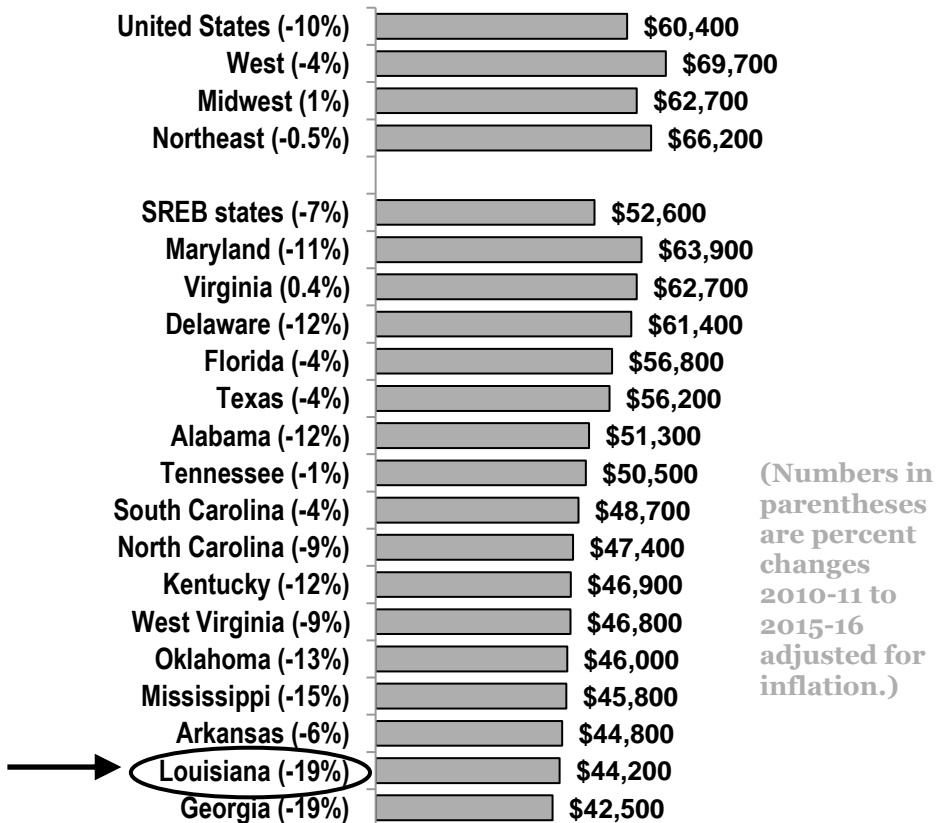 United States (-10%) $60,400
West (-4%) $69,700
Midwest (1%) $62,700
Northeast (-0.5%) $66,200
SREB states (-7%) $52,600
Maryland (-11%) $63,900
Virginia (0.4%) $62,700
Delaware (-12%) $61,400
Florida (-4%) $56,800
Texas (-4%) $56,200
Alabama (-12%) $51,300
Tennessee (-1%) $50,500
South Carolina (-4%) $48,700
North Carolina (-9%) $47,400
Kentucky (-12%) $46,900
West Virginia (-9%) $46,800
Oklahoma (-13%) $46,000
Mississippi (-15%) $45,800
Arkansas (-6%) $44,800
Louisiana (-19%) $44,200
Georgia (-19%) $42,500
(Numbers in
parentheses
are percent
changes
2010-11 to
2015-16
adjusted for
inflation.)